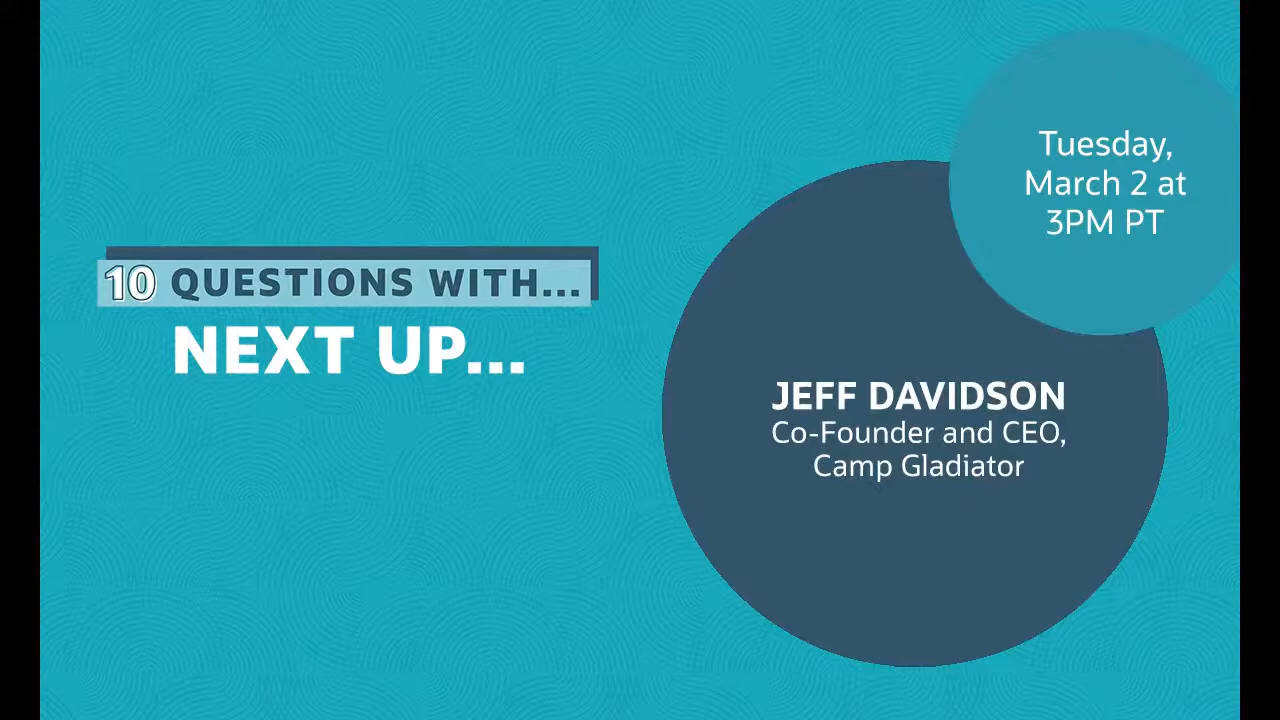 10 QUESTIONS WITH...
NEXT UP...
Tuesday,
March 2 at
3PM PT
JEFF DAVIDSON
Co-Founder and CEO,
Camp Gladiator